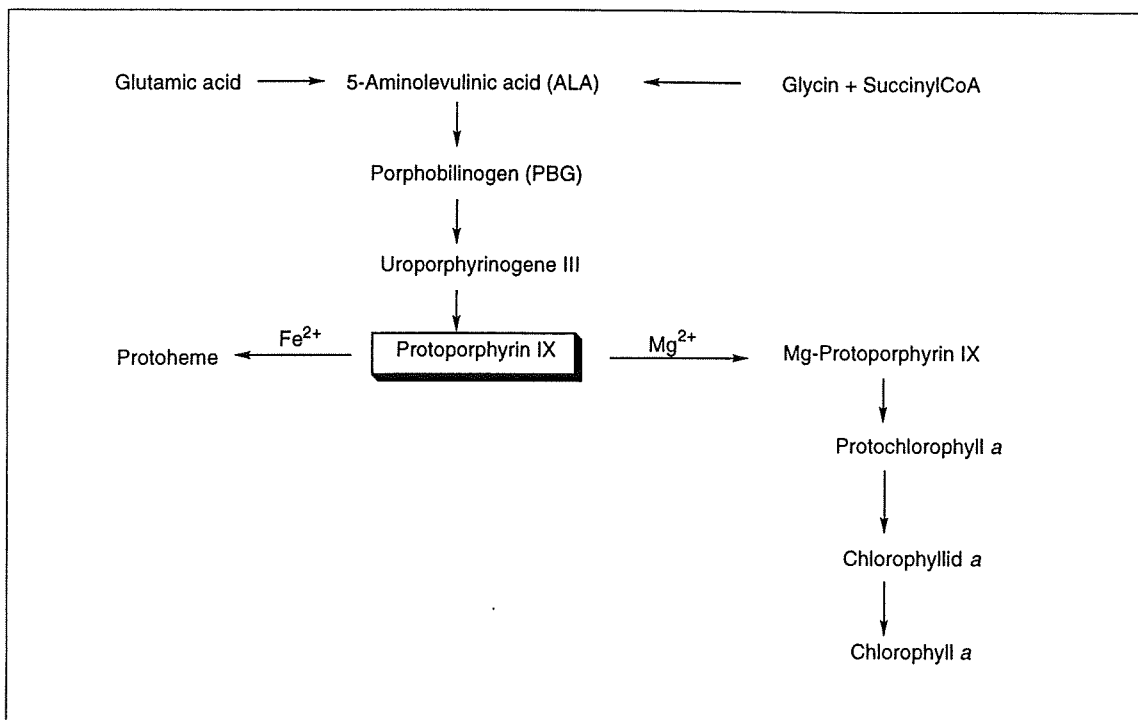 Glutamic acid 5-Aminolevulinic acid (ALA) Glycin + SuccinylCoA
Porphobilinogen (PBG)
Uroporphyrinogene III
Protoheme Fe2+ Protoporphyrin IX Mg2+ Mg-Protoporphyrin IX
Protochlorophyll a
Chlorophyllid a
Chlorophyll a